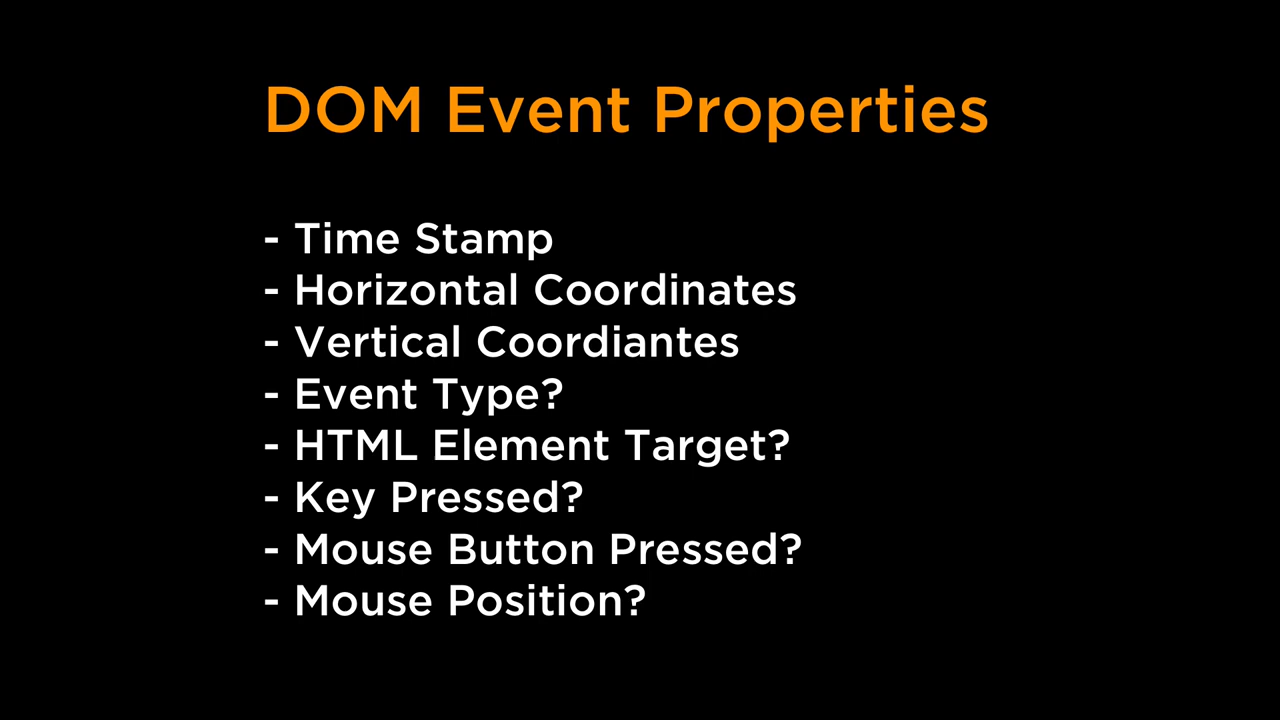 DOM Event Properties
- Time Stamp
- Horizontal Coordinates
- Vertical Coordiantes
- Event Type?
- HTML Element Target?
- Key Pressed?
- Mouse Button Pressed?
- Mouse Position?